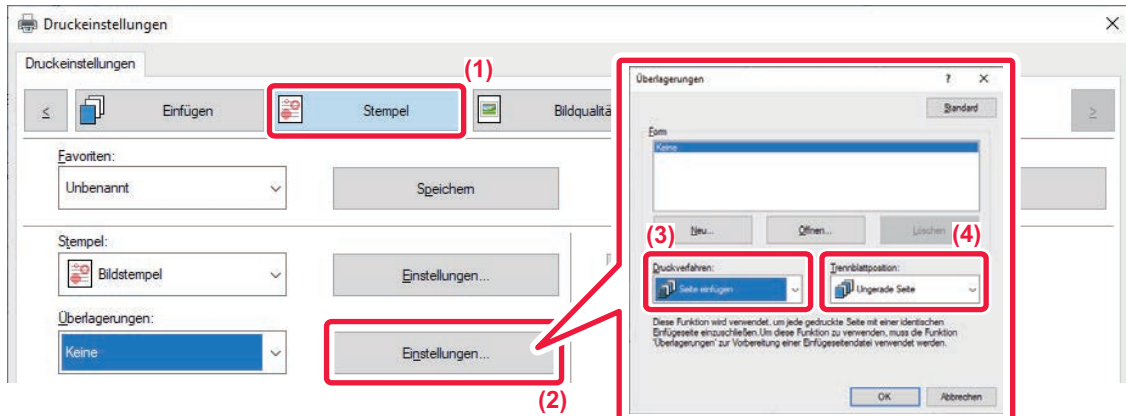 Druckeinstellungen
Druckeinstellungen
(1)
≤
Einfügen
Stempel
Bildqualitä
≥
Favoriten:
Unbenannt
Speichern
Stempel:
Bildstempel
Einstellungen...
Überlagerungen:
Keine
Einstellungen...
(2)
Überlagerungen
?
Standard
Form
Keine
Neu...
Öffnen...
Löschen
(3)
(4)
Druckverfahren:
Seite einfügen
Trennblattposition:
Ungerade Seite
Diese Funktion wird verwendet, um jede gedruckte Seite mit einer identischen
Einfügeseite einzuschließen.Um diese Funktion zu verwenden, muss die Funktion
'Überlagerungen' zur Vorbereitung einer Einfügeseitendatei verwendet werden.
OK
Abbrechen